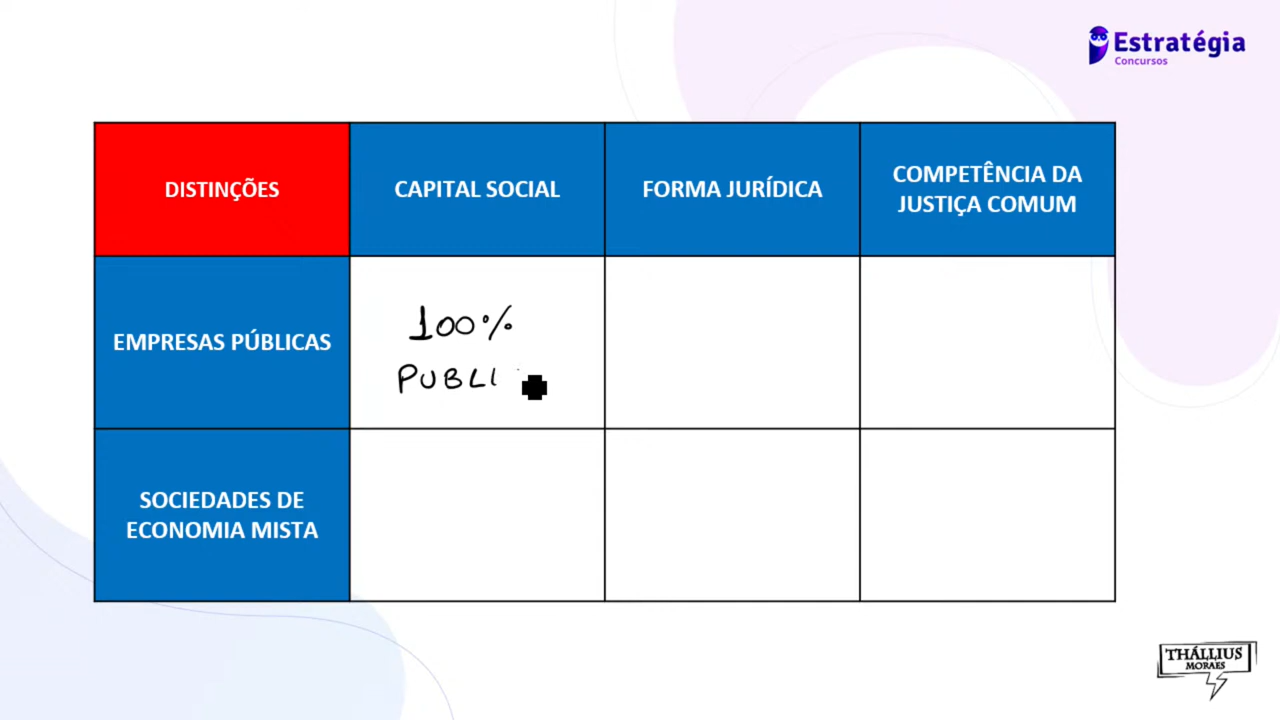 Estratégia
Concursos
DISTINÇÕES
CAPITAL SOCIAL
FORMA JURÍDICA
COMPETÊNCIA DA
JUSTIÇA COMUM
EMPRESAS PÚBLICAS
100%
PUBLI
SOCIEDADES DE
ECONOMIA MISTA
THÁLLIUS
MORAES